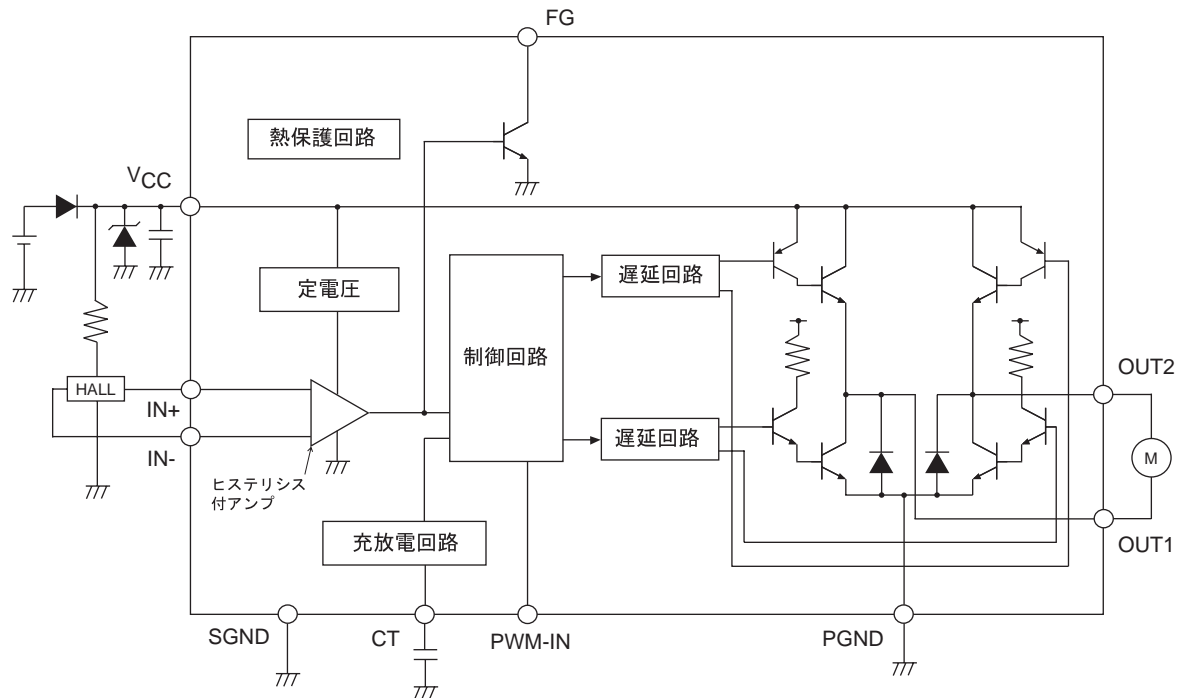 FG
熱保護回路
VCC
定電圧
遅延回路
制御回路
HALL
IN+
IN-
OUT2
遅延回路
M
ヒステリシス
付アンプ
充放電回路
OUT1
SGND
CT
PWM-IN
PGND